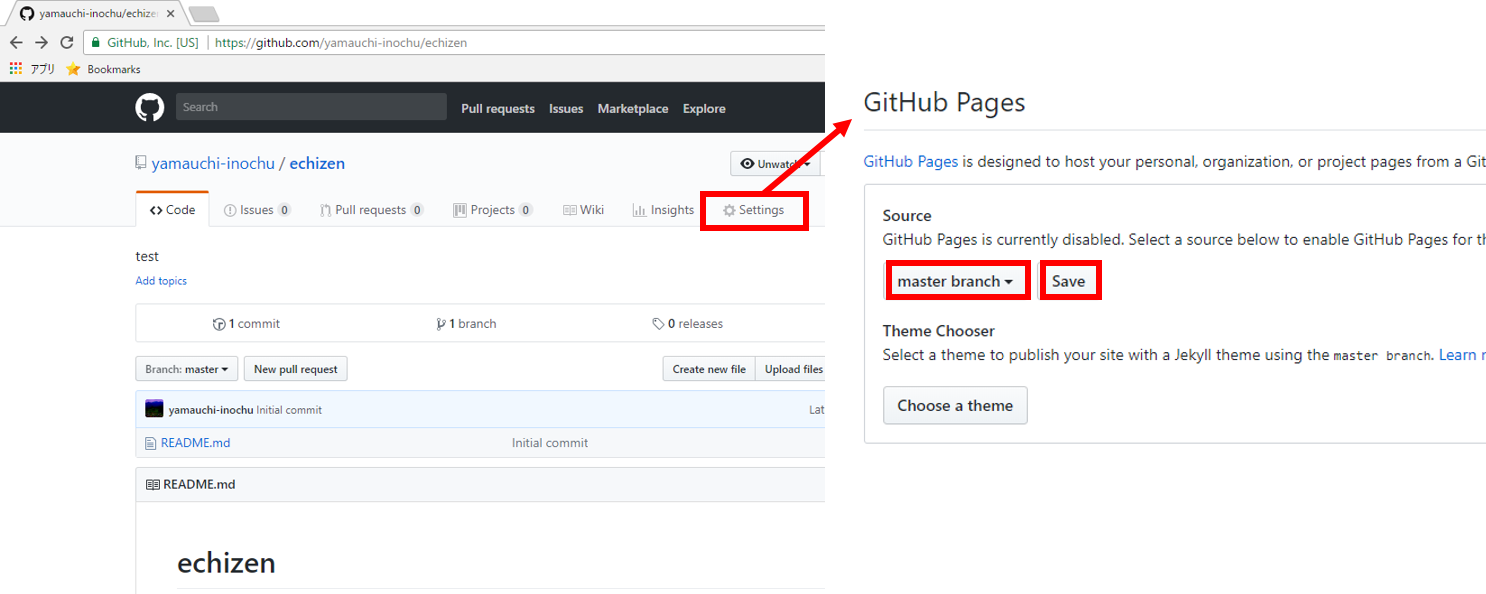 yamauchi-inochu/echize
GitHub, Inc. [US]
https://github.com/yamauchi-inochu/echizen
アプリ
Bookmarks
Search
Pull requests
Issues
Marketplace
Explore
yamauchi-inochu / echizen
Unwatch
Code
Issues 0
Pull requests 0
Projects 0
Wiki
Insights
Settings
test
Add topics
1 commit
1 branch
0 releases
Branch: master
New pull request
Create new file
Upload files
yamauchi-inochu Initial commit
Lat
README.md
Initial commit
README.md
echizen
GitHub Pages
GitHub Pages is designed to host your personal, organization, or project pages from a Git
Source
GitHub Pages is currently disabled. Select a source below to enable GitHub Pages for th
master branch
Save
Theme Chooser
Select a theme to publish your site with a Jekyll theme using the master branch. Learn
Choose a theme